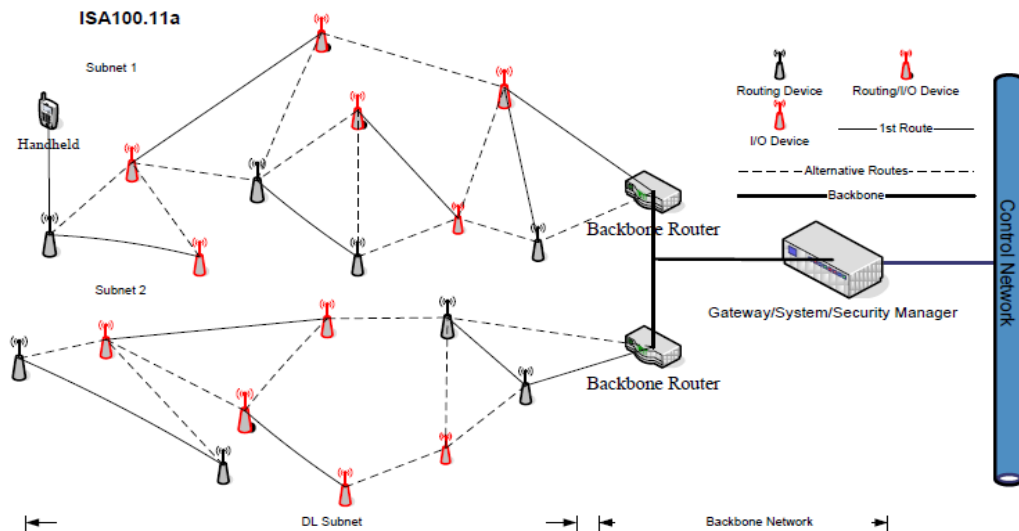 ISA100.11a
Subnet 1
Handheld
Routing Device
Routing/I/O Device
I/O Device
1st Route
Alternative Routes
Backbone
Backbone Router
Control Network
Subnet 2
Gateway/System/Security Manager
Backbone Router
DL Subnet
Backbone Network